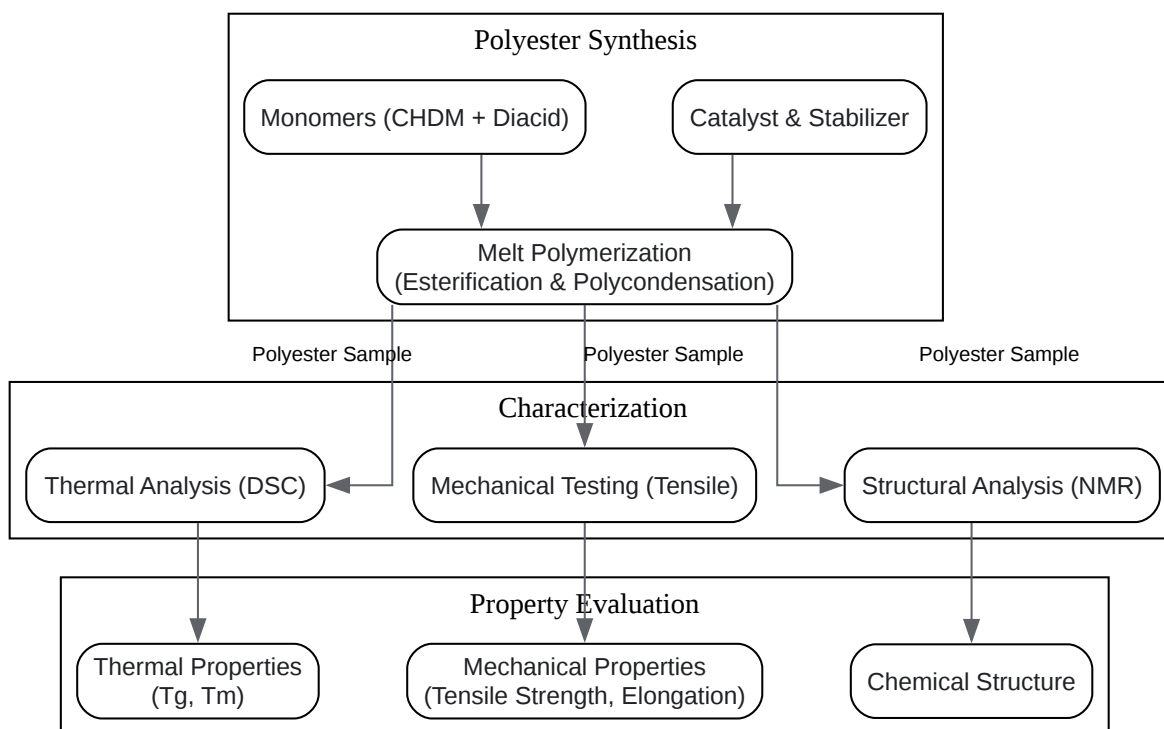 Polyester Synthesis
Monomers (CHDM + Diacid)
Catalyst & Stabilizer
Melt Polymerization
(Esterification & Polycondensation)
Polyester Sample
Polyester Sample
Polyester Sample
Characterization
Thermal Analysis (DSC)
Mechanical Testing (Tensile)
Structural Analysis (NMR)
Property Evaluation
Thermal Properties
(Tg, Tm)
Mechanical Properties
(Tensile Strength, Elongation)
Chemical Structure